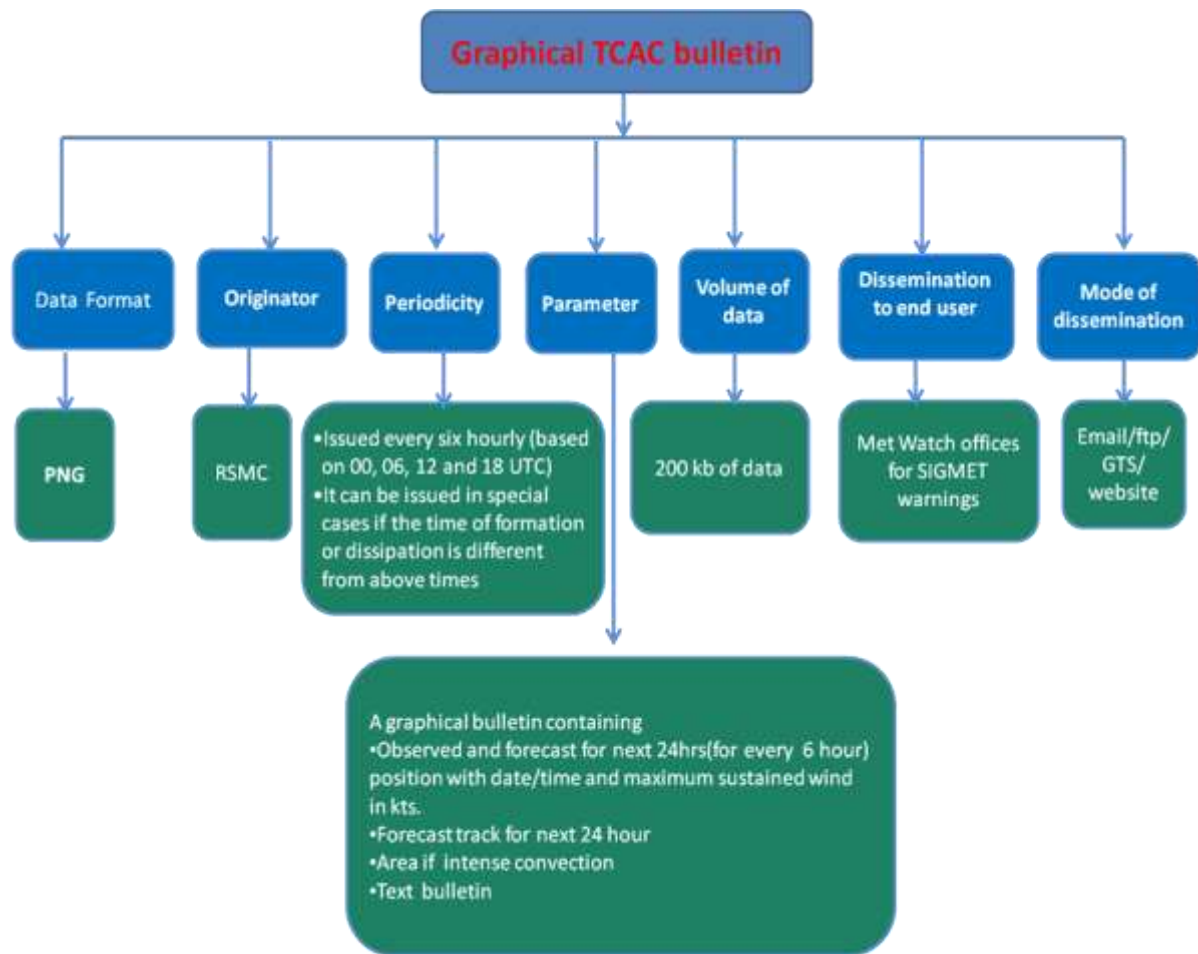 Graphical TCAC bulletin
Data Format
Originator
Periodicity
Parameter
Volume of
data
Dissemination
to end user
Mode of
dissemination
PNG
RSMC
•Issued every six hourly (based
on 00, 06, 12 and 18 UTC)
•It can be issued in special
cases if the time of formation
or dissipation is different
from above times
200 kb of data
Met Watch offices
for SIGMET
warnings
Email/ftp/
GTS/
website
A graphical bulletin containing
•Observed and forecast for next 24hrs(for every 6 hour)
position with date/time and maximum sustained wind
in kts.
•Forecast track for next 24 hour
•Area if intense convection
•Text bulletin